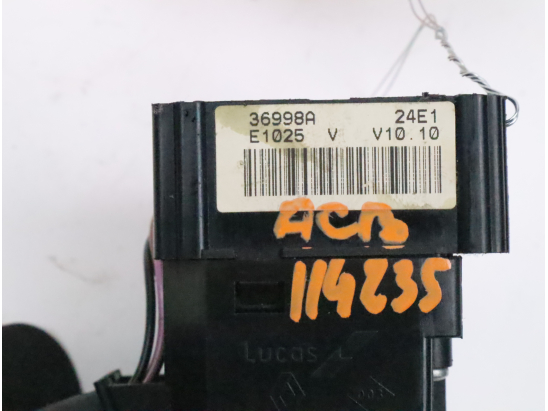 36998A 24E1
E1025 V V10.10
ACB
114235
LUCAS L